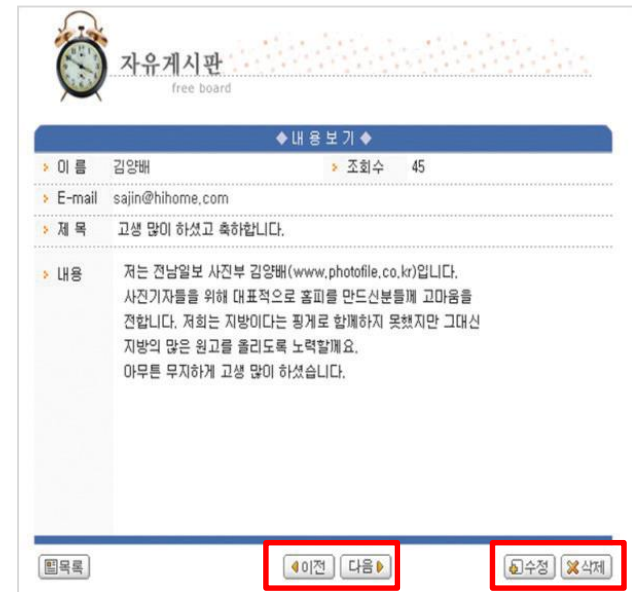 자유게시판
free board
◆ 내 용 보 기 ◆
이 름 김양배 조회수 45
E-mail sajin@hihome.com
제 목 고생 많이 하셨고 축하합니다.
내용 저는 전남일보 사진부 김양배(www.photofile.co.kr)입니다.
사진기자들을 위해 대표적으로 홈피를 만드신분들께 고마움을
전합니다. 저희는 지방이다는 핑게로 함께하지 못했지만 그대신
지방의 많은 원고를 올리도록 노력할께요.
아무튼 무지하게 고생 많이 하셨습니다.
목록 이전 다음 수정 삭제